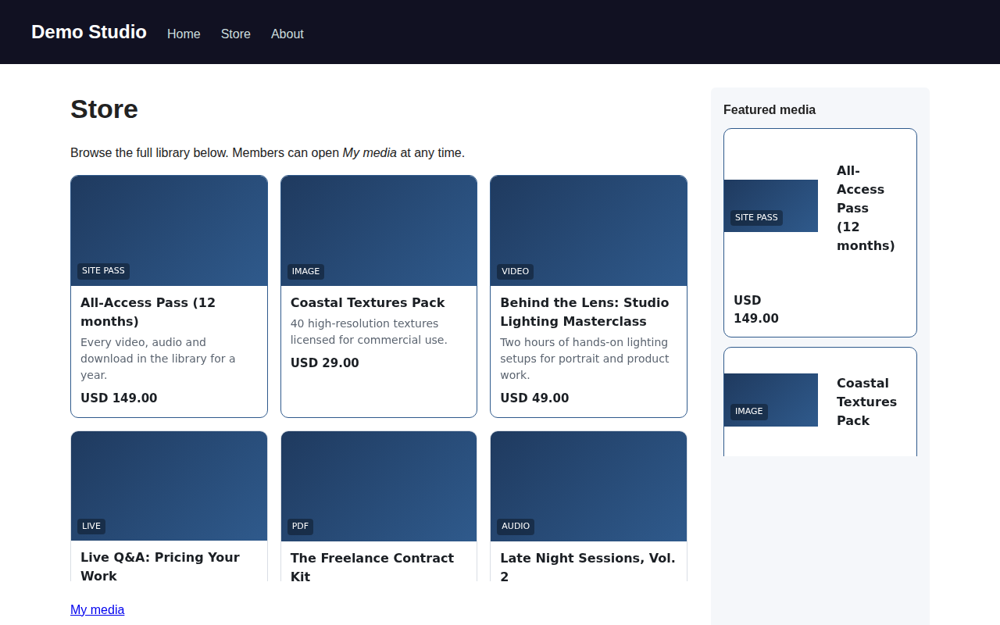 Demo Studio
Home
Store
About
Store
Browse the full library below. Members can open My media at any time.
SITE PASS
All-Access Pass (12
months)
Every video, audio and
download in the library for a
year.
USD 149.00
IMAGE
Coastal Textures Pack
40 high-resolution textures
licensed for commercial use.
USD 29.00
VIDEO
Behind the Lens: Studio
Lighting Masterclass
Two hours of hands-on lighting
setups for portrait and product
work.
USD 49.00
LIVE
Live Q&A: Pricing Your
Work
PDF
The Freelance Contract
Kit
AUDIO
Late Night Sessions, Vol.
2
My media
Featured media
SITE PASS
All-
Access
Pass
(12
months)
USD
149.00
IMAGE
Coastal
Textures
Pack